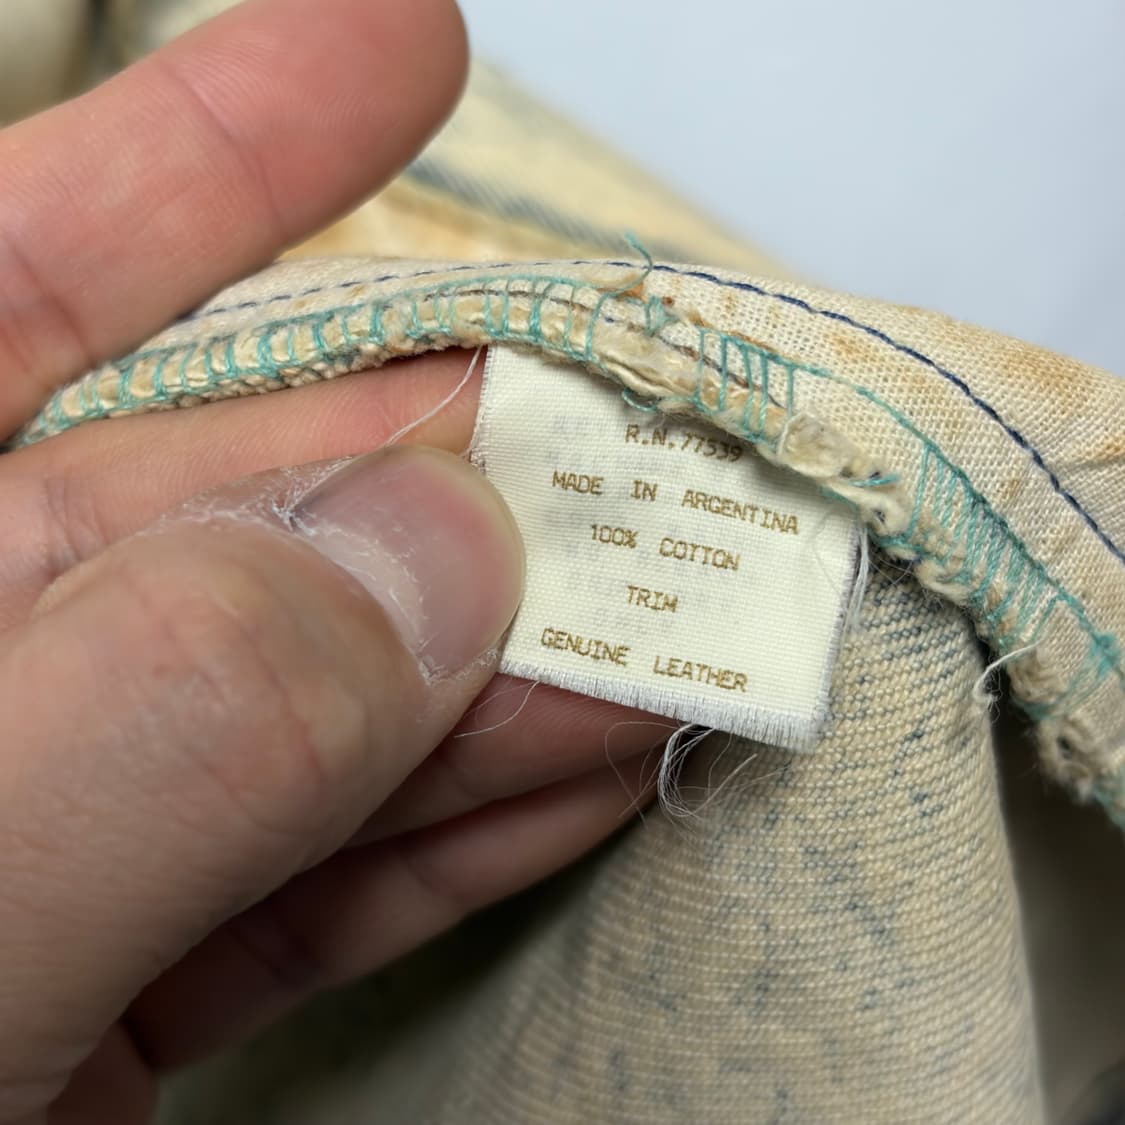 R.N.77539
MADE IN ARGENTINA
100% COTTON
TRIM
GENUINE LEATHER